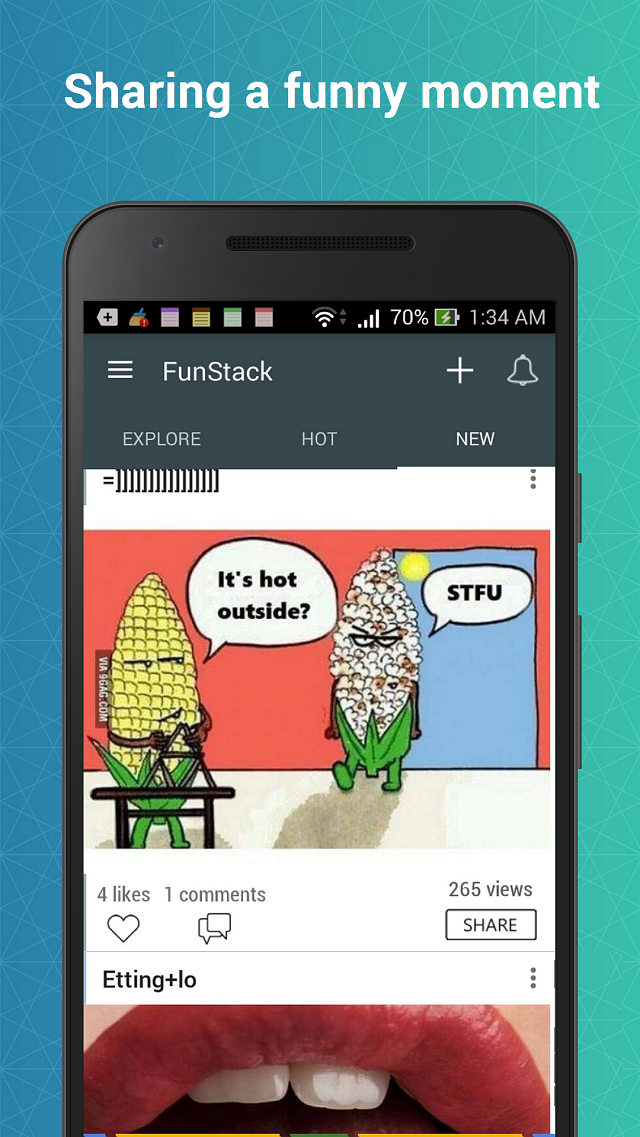 Sharing a funny moment
70% 1:34 AM
FunStack
EXPLORE HOT NEW
=]]]]]]]]]]]]]]]]
It's hot
outside?
STFU
VIA 9GAG.COM
4 likes 1 comments 265 views
SHARE
Etting+lo